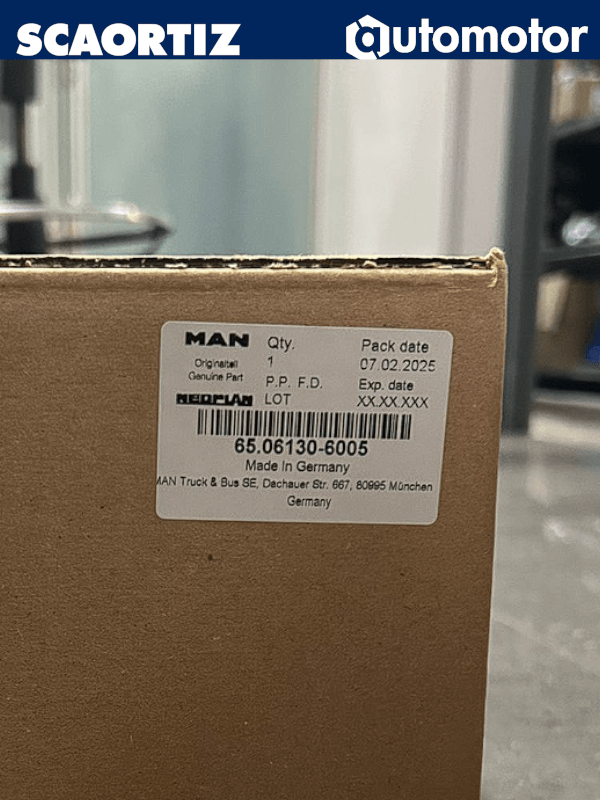 SCAORTIZ
automotor
MAN
Originalteil
Genuine Part
NEOPLAN
Qty.
1
P.P. F.D.
LOT
Pack date
07.02.2025
Exp. date
XX.XX.XXX
65.06130-6005
Made In Germany
MAN Truck & Bus SE, Dachauer Str. 667, 80995 München
Germany